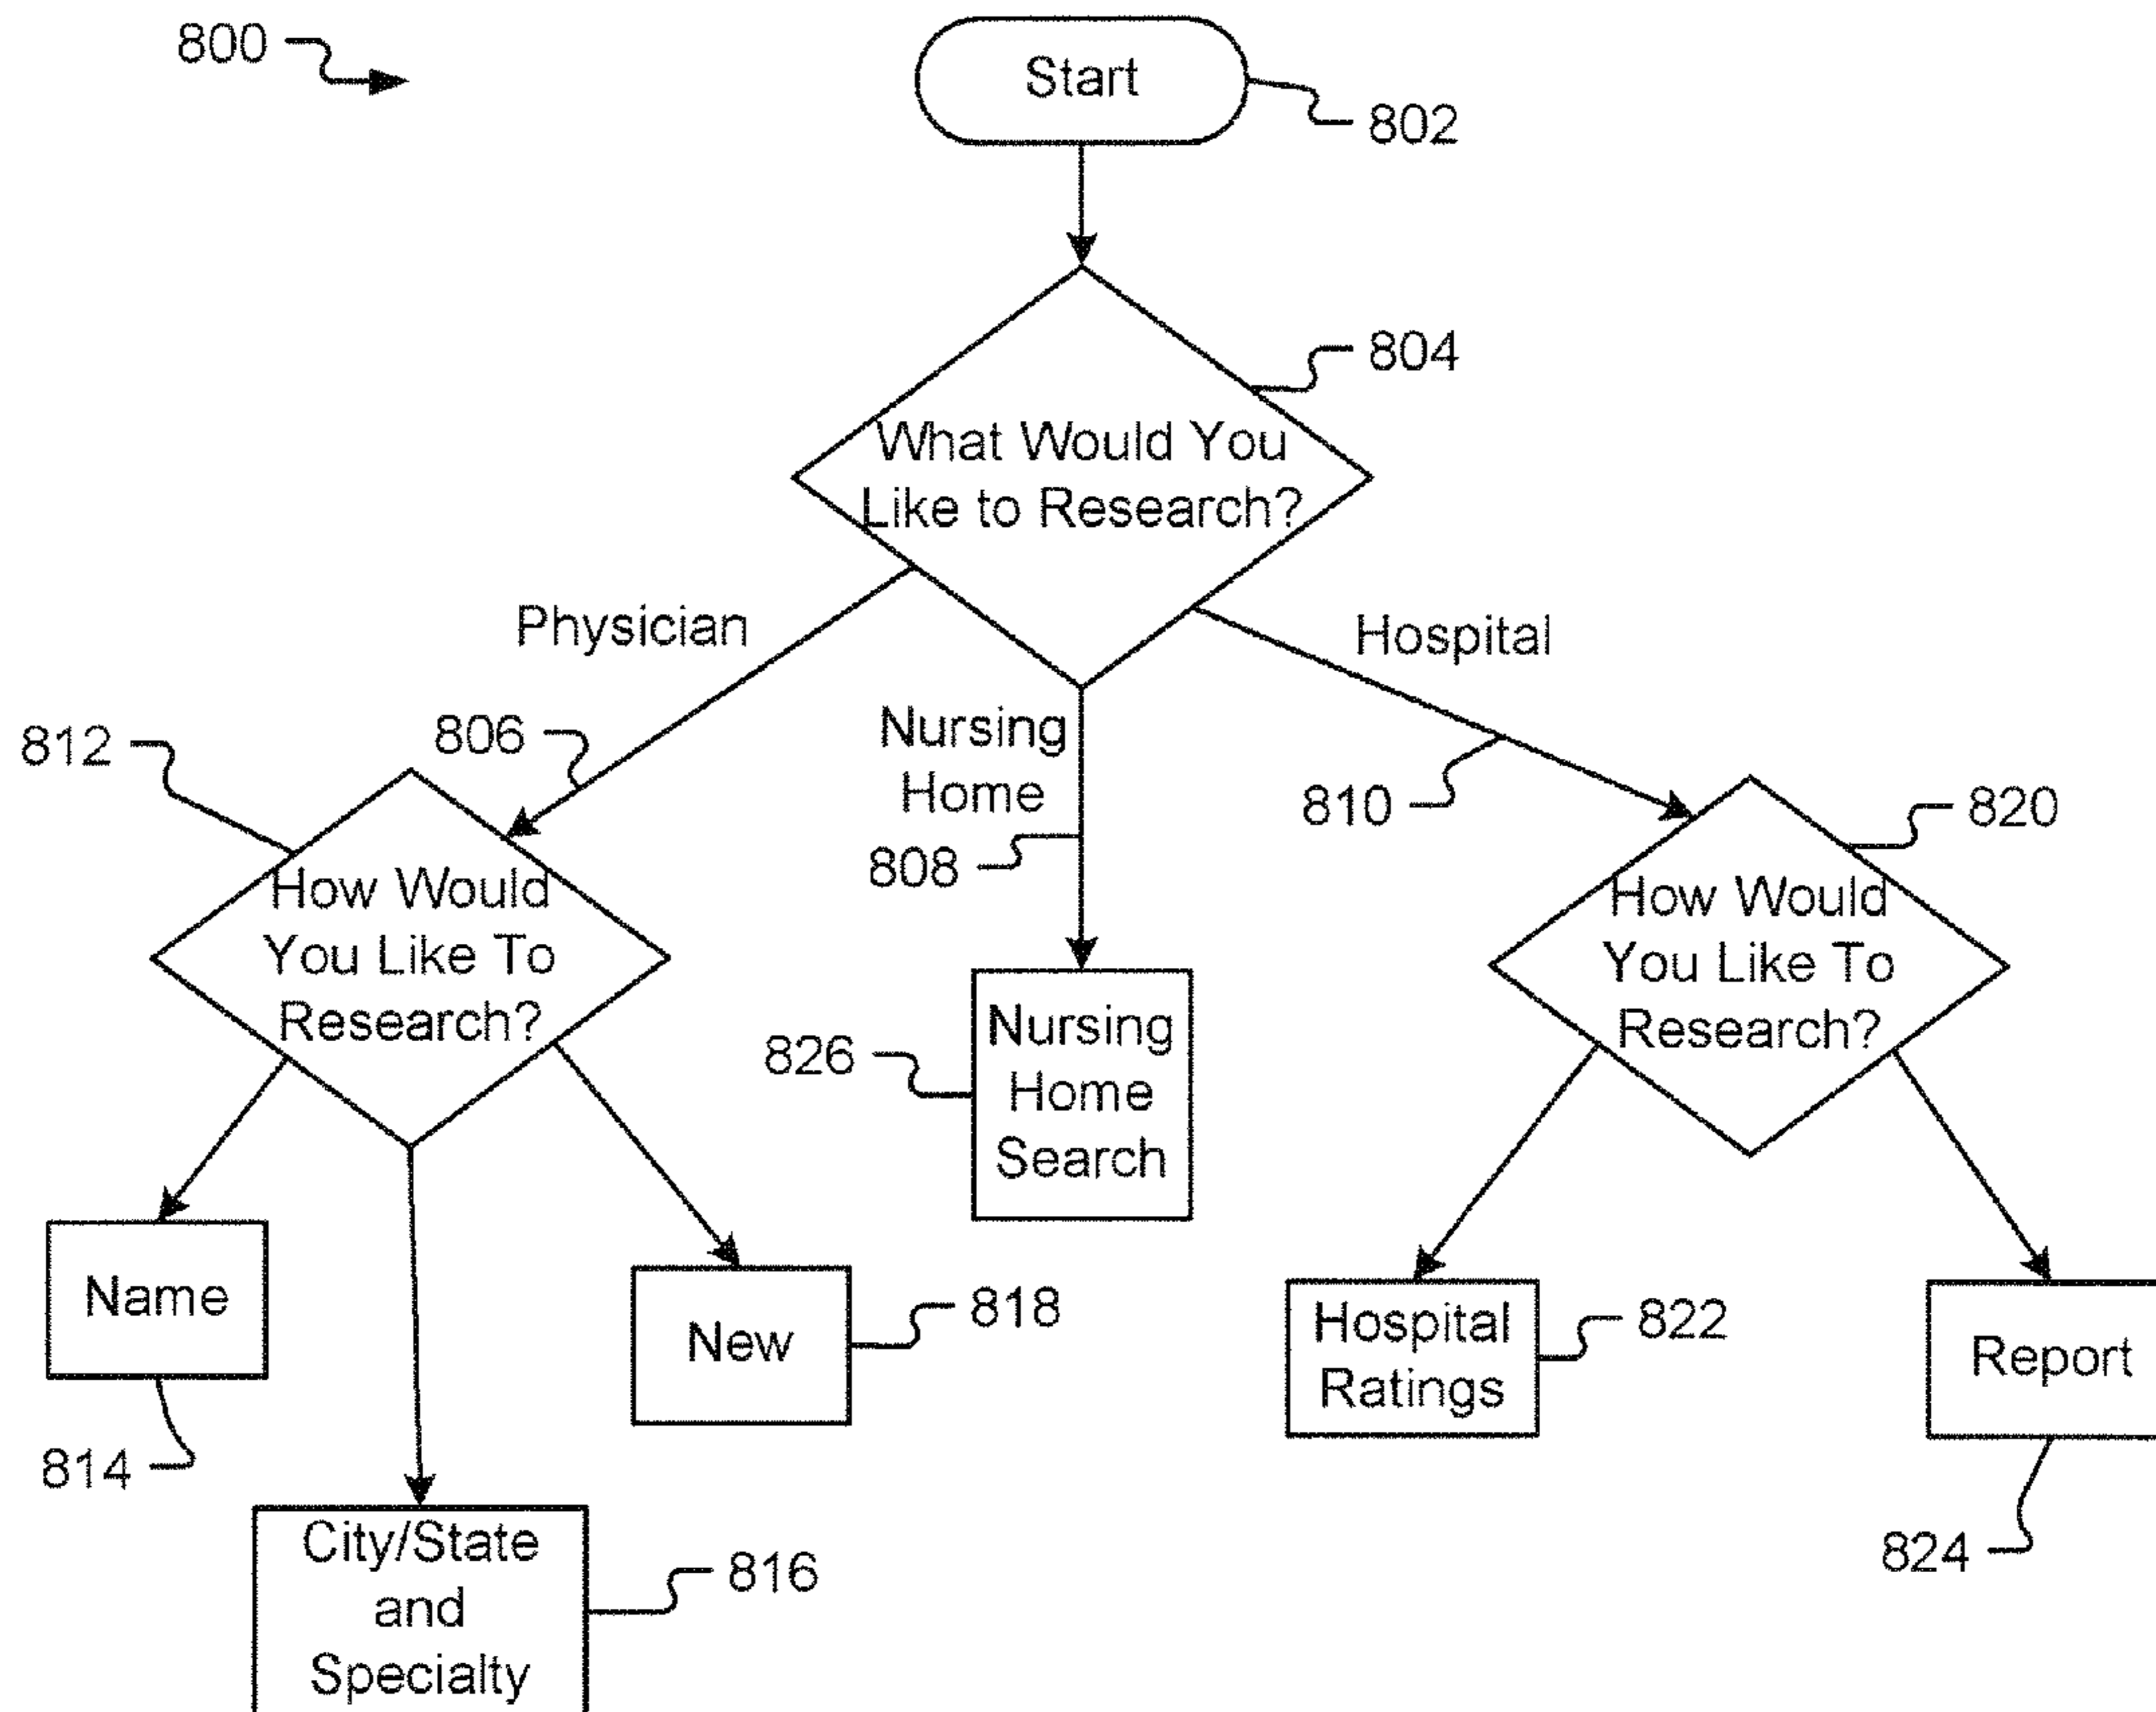 800
Start
802
804
What Would You
Like to Research?
Physician
Hospital
806
Nursing
Home
808
810
812
How Would
You Like To
Research?
820
How Would
You Like To
Research?
826
Nursing
Home
Search
Name
814
New
818
Hospital
Ratings
822
Report
824
City/State
and
Specialty
816